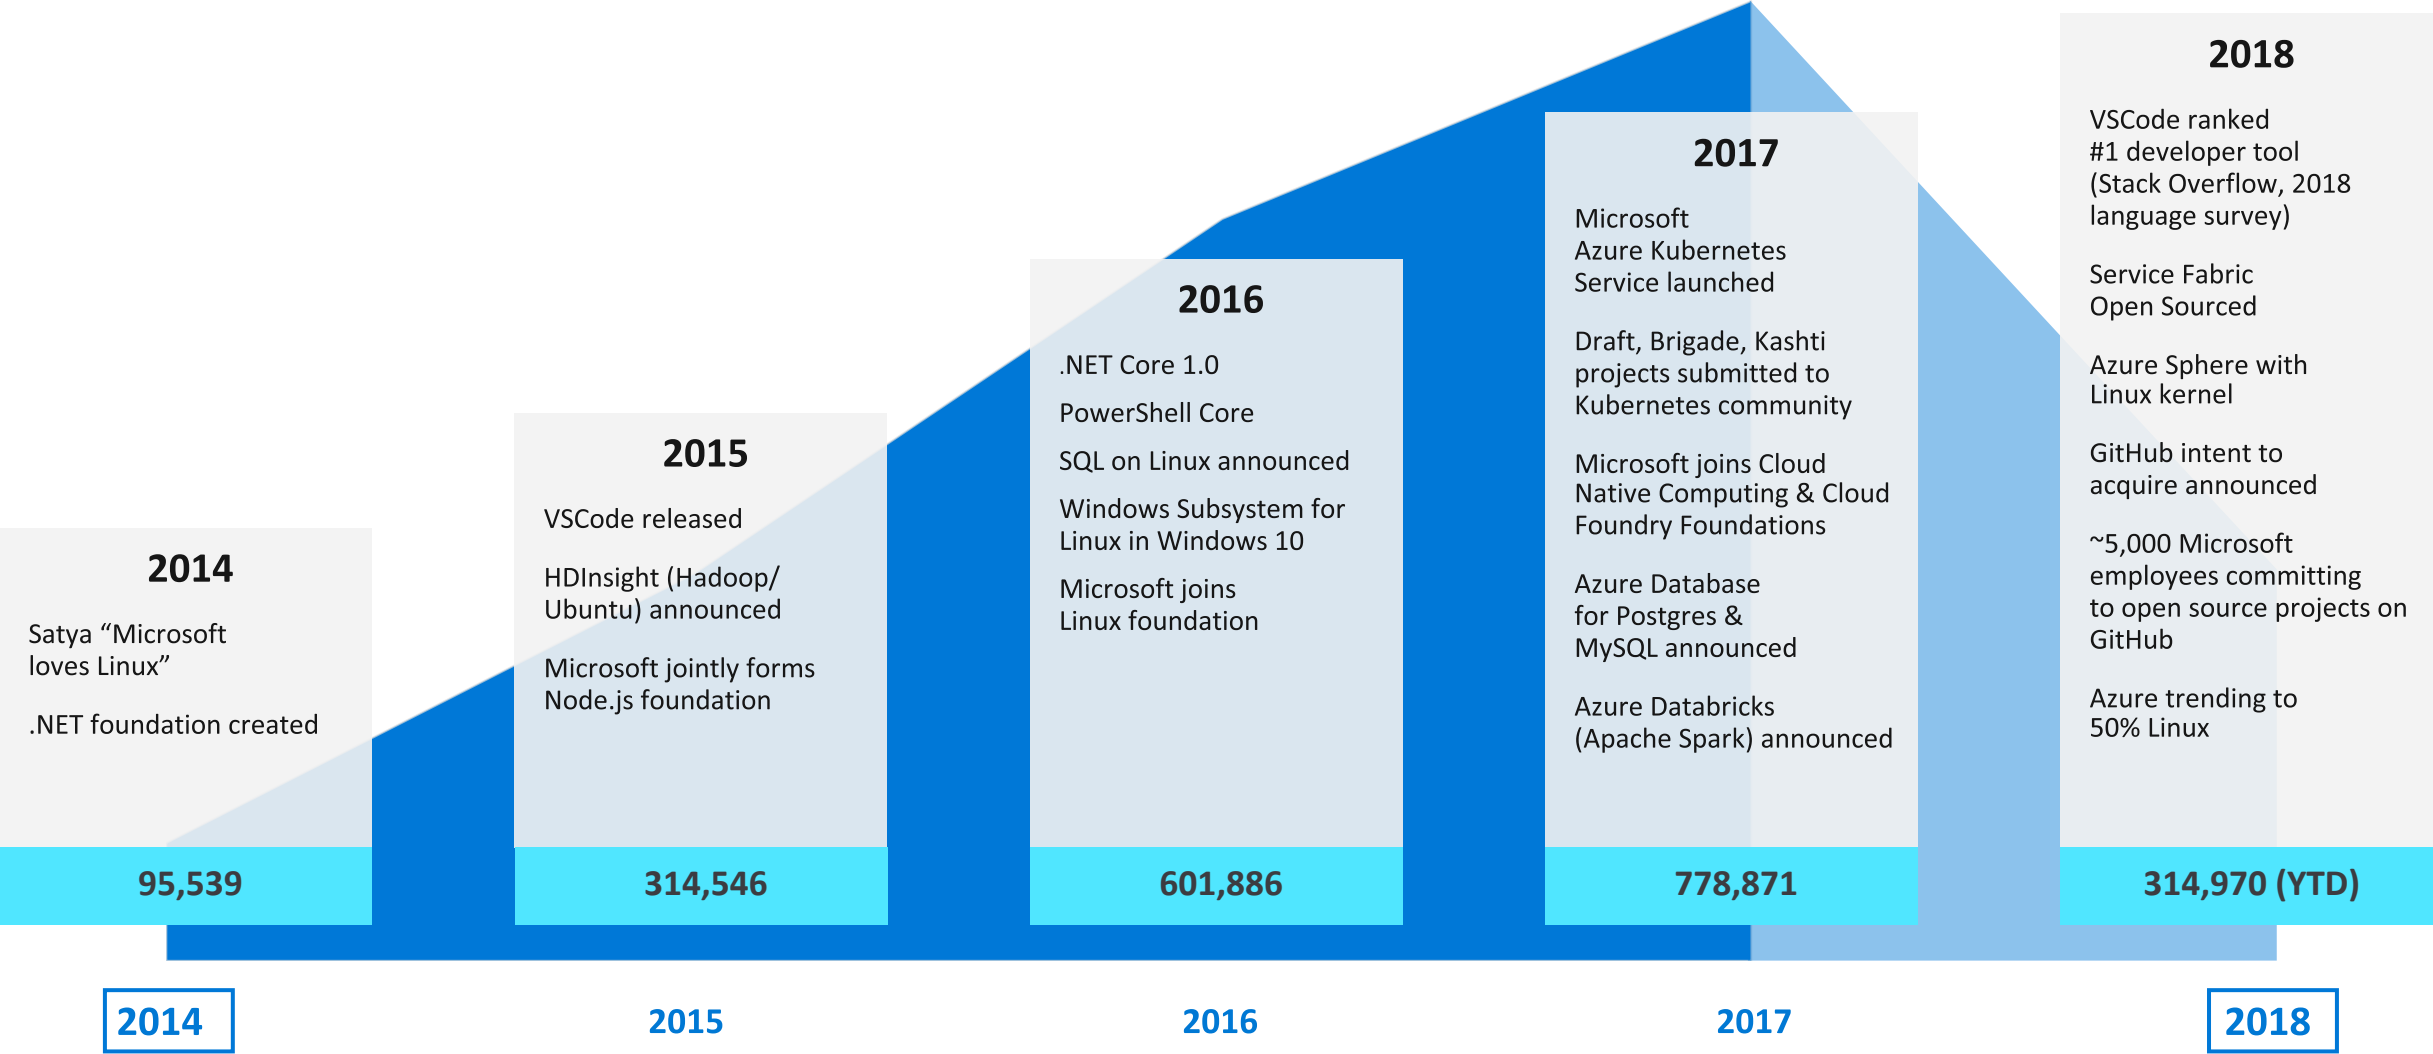 2014
Satya “Microsoft
loves Linux”
.NET foundation created
95,539
2015
VSCode released
HDInsight (Hadoop/
Ubuntu) announced
Microsoft jointly forms
Node.js foundation
314,546
2016
.NET Core 1.0
PowerShell Core
SQL on Linux announced
Windows Subsystem for
Linux in Windows 10
Microsoft joins
Linux foundation
601,886
2017
Microsoft
Azure Kubernetes
Service launched
Draft, Brigade, Kashti
projects submitted to
Kubernetes community
Microsoft joins Cloud
Native Computing & Cloud
Foundry Foundations
Azure Database
for Postgres &
MySQL announced
Azure Databricks
(Apache Spark) announced
778,871
2018
VSCode ranked
#1 developer tool
(Stack Overflow, 2018
language survey)
Service Fabric
Open Sourced
Azure Sphere with
Linux kernel
GitHub intent to
acquire announced
~5,000 Microsoft
employees committing
to open source projects on
GitHub
Azure trending to
50% Linux
314,970 (YTD)
2014
2015
2016
2017
2018